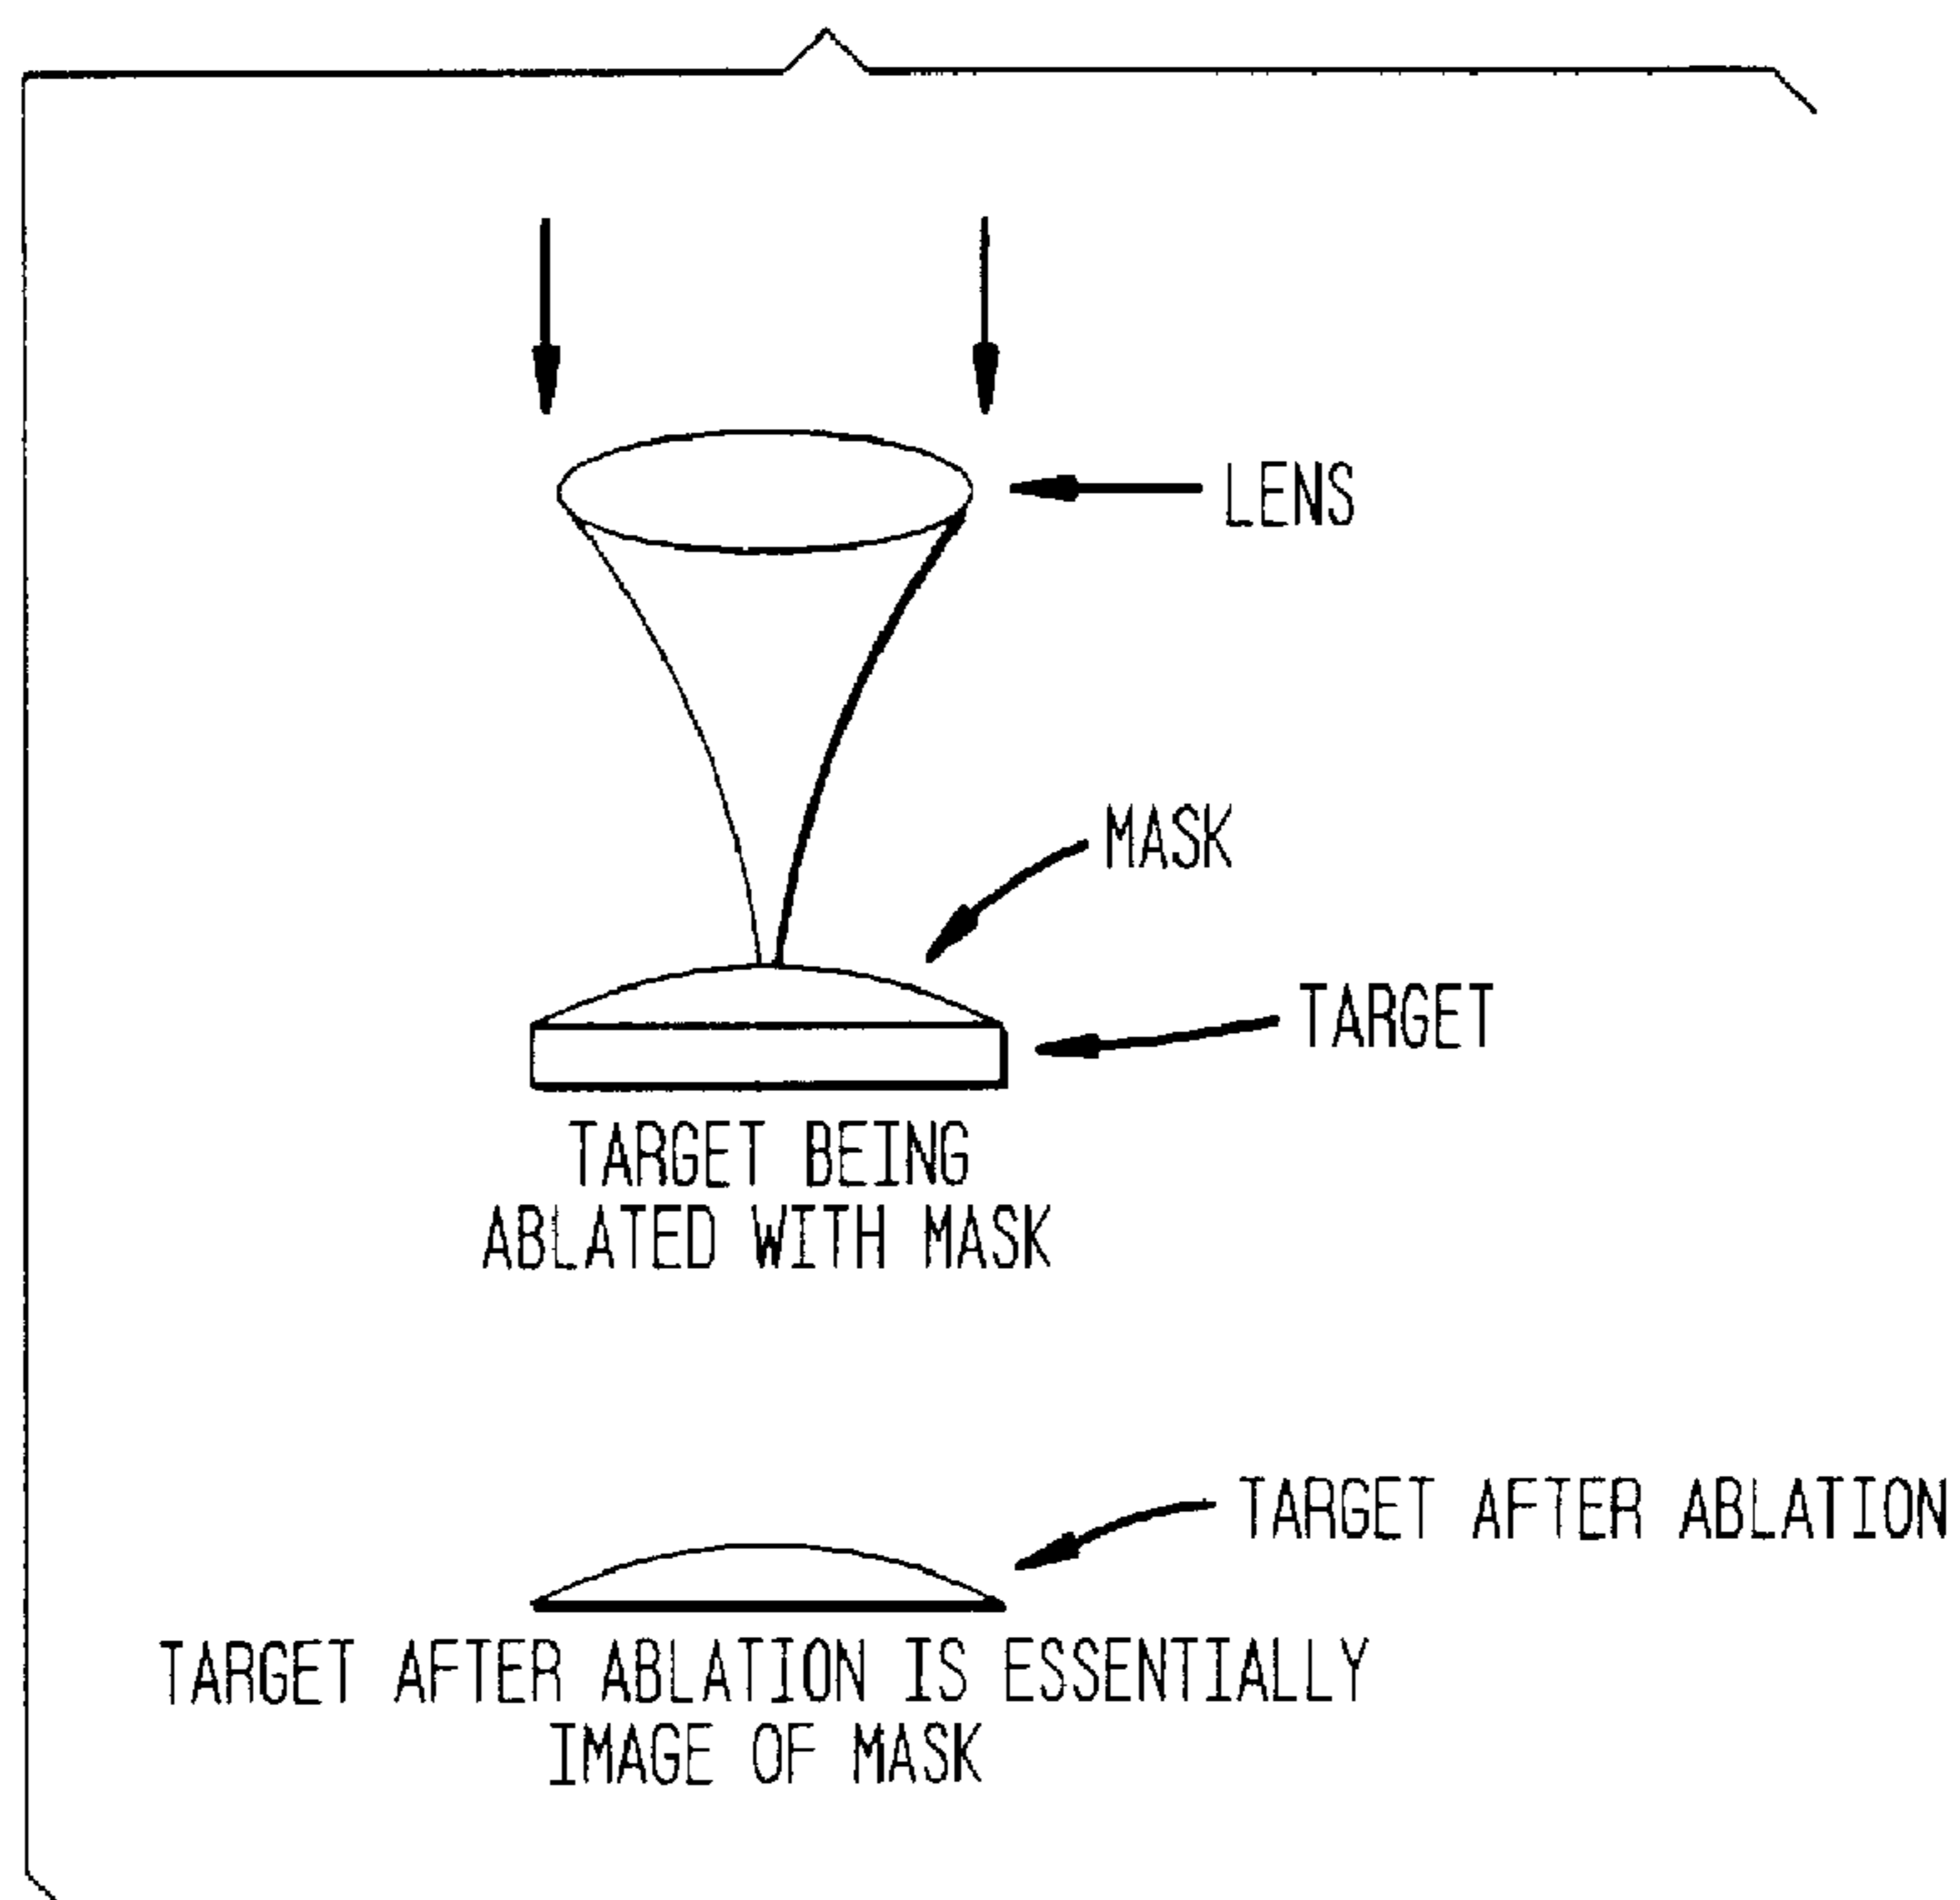 LENS
MASK
TARGET
TARGET BEING
ABLATED WITH MASK
TARGET AFTER ABLATION
TARGET AFTER ABLATION IS ESSENTIALLY
IMAGE OF MASK